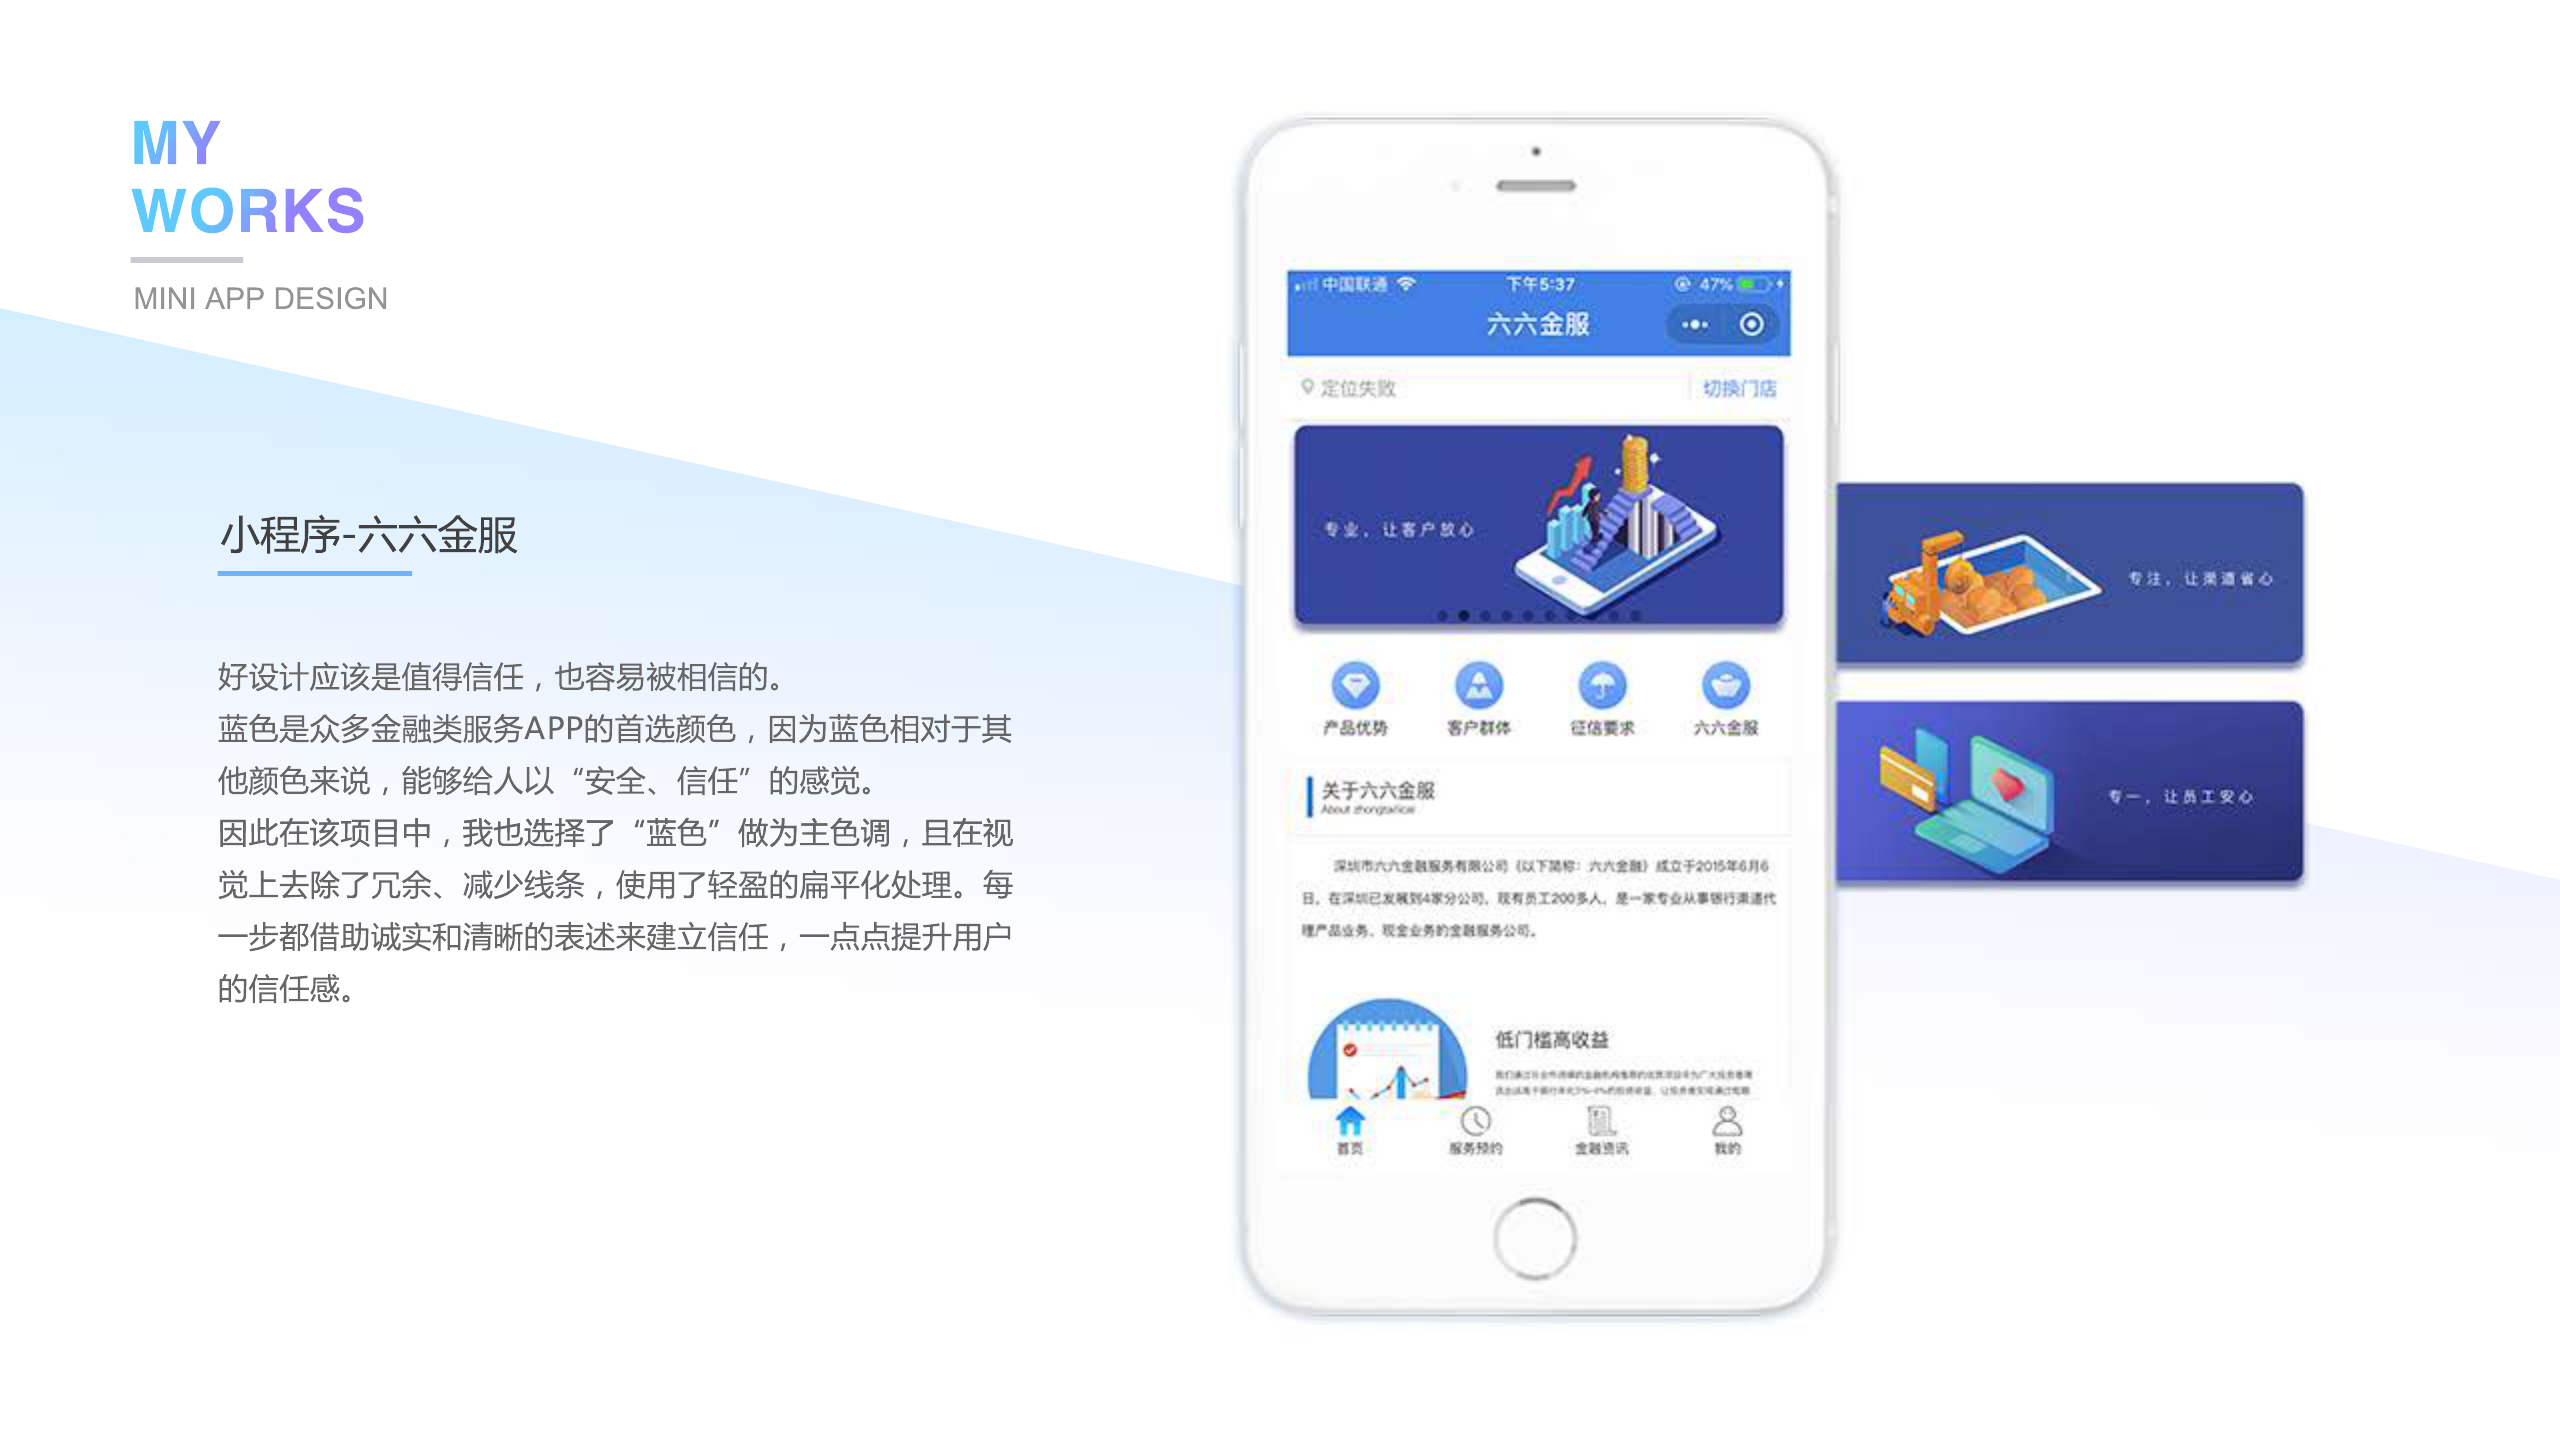 MY
WORKS
MINI APP DESIGN
小程序-六六金服
好设计应该是值得信任，也容易被相信的。
蓝色是众多金融类服务APP的首选颜色，因为蓝色相对于其
他颜色来说，能够给人以“安全、信任”的感觉。
因此在该项目中，我也选择了“蓝色”做为主色调，且在视
觉上去除了冗余、减少线条，使用了轻盈的扁平化处理。每
一步都借助诚实和清晰的表述来建立信任，一点点提升用户
的信任感。
中国联通 下午5:37 47%
六六金服
定位失败 切换门店
专业，让客户放心
产品优势 客户群体 征信要求 六六金服
关于六六金服
About
深圳市六六金融服务有限公司（以下简称：六六金融）成立于2015年6月6
日，在深圳已发展到4家分公司，现有员工200多人，是一家专业从事银行渠道代
理产品业务、现金业务的金融服务公司。
低门槛高收益
首页 服务预约 金融资讯 我的
专注，让渠道省心
专一，让员工安心